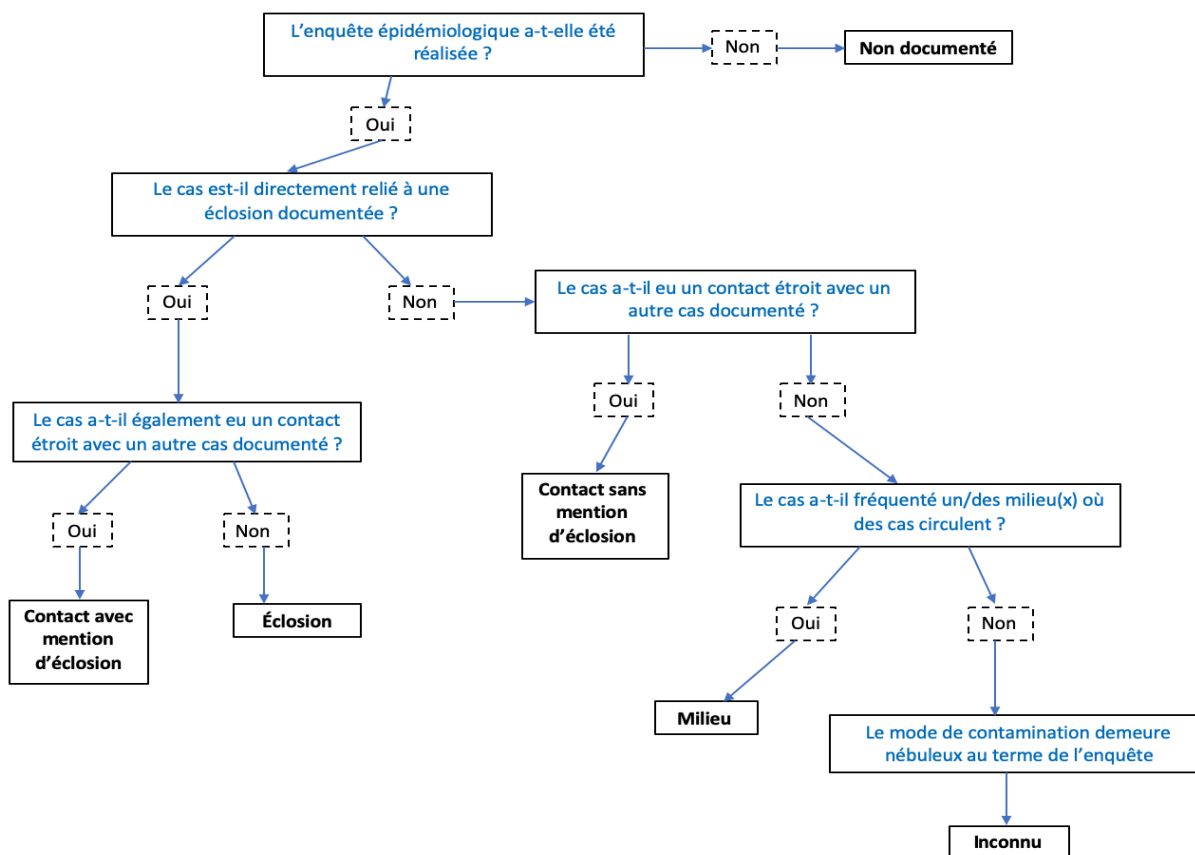 L'enquête épidémiologique a-t-elle été
réalisée ?
Non
Non documenté
Oui
Le cas est-il directement relié à une
éclosion documentée ?
Oui
Non
Le cas a-t-il eu un contact étroit avec un
autre cas documenté ?
Oui
Non
Le cas a-t-il également eu un contact
étroit avec un autre cas documenté ?
Contact sans
mention
d'éclosion
Le cas a-t-il fréquenté un/des milieu(x) où
des cas circulent ?
Oui
Non
Contact avec
mention
d'éclosion
Éclosion
Oui
Non
Milieu
Le mode de contamination demeure
nébuleux au terme de l'enquête
Inconnu